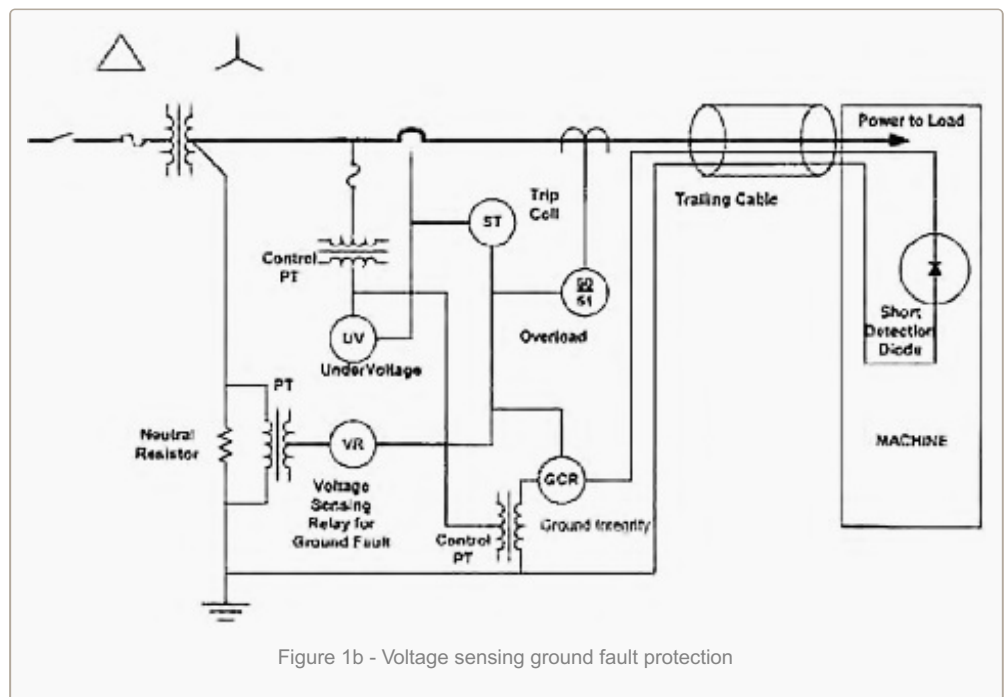 Power to Load
Trailing Cable
Trip
Coil
ST
Control
PT
50
51
Overload
UV
UnderVoltage
Short
Detection
Diode
PT
Neutral
Resistor
VR
MACHINE
GCR
Voltage
Sensing
Relay for
Ground Fault
Ground Integrity
Control
PT
Figure 1b - Voltage sensing ground fault protection